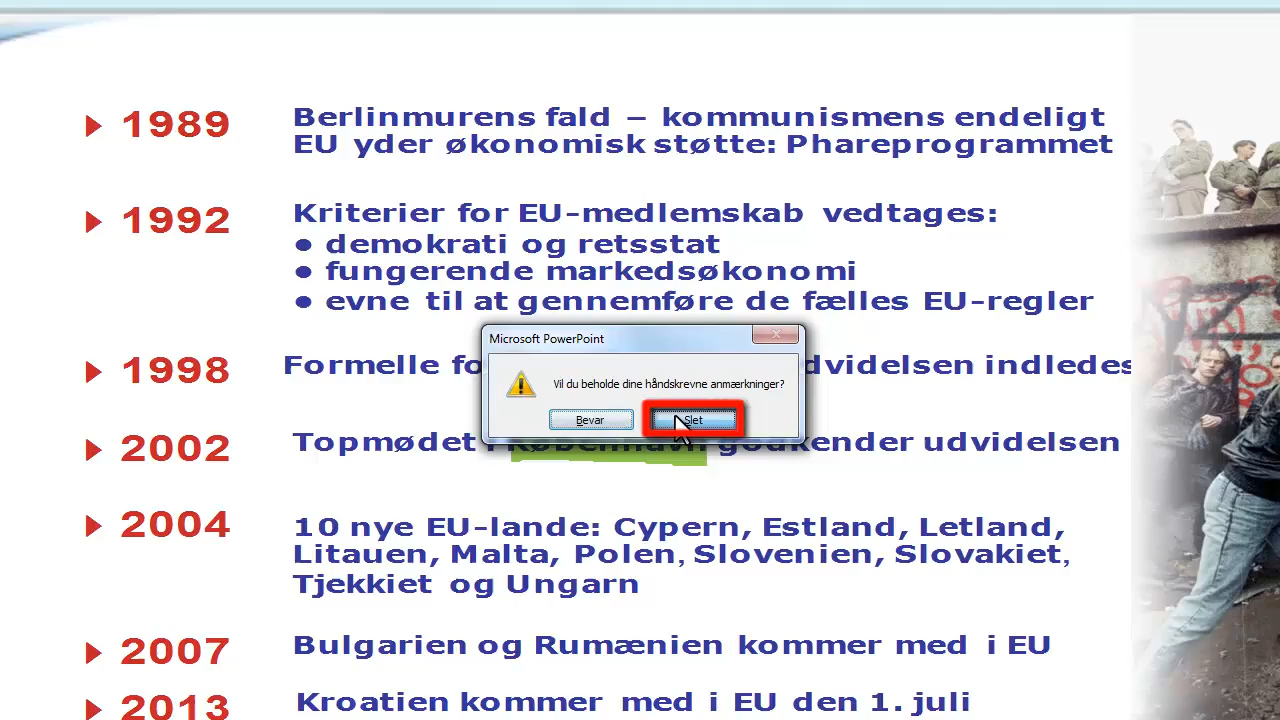 1989
Berlinmurens fald – kommunismens endeligt
EU yder økonomisk støtte: Phareprogrammet
1992
Kriterier for EU-medlemskab vedtages:
● demokrati og retsstat
● fungerende markedsøkonomi
● evne til at gennemføre de fælles EU-regler
1998
Formelle
indledes
Microsoft PowerPoint
Vil du beholde dine håndskrevne anmærkninger?
Bevar
Slet
2002
Topmødet i København godkender udvidelsen
2004
10 nye EU-lande: Cypern, Estland, Letland,
Litauen, Malta, Polen, Slovenien, Slovakiet,
Tjekkiet og Ungarn
2007
Bulgarien og Rumænien kommer med i EU
2013
Kroatien kommer med i EU den 1. juli